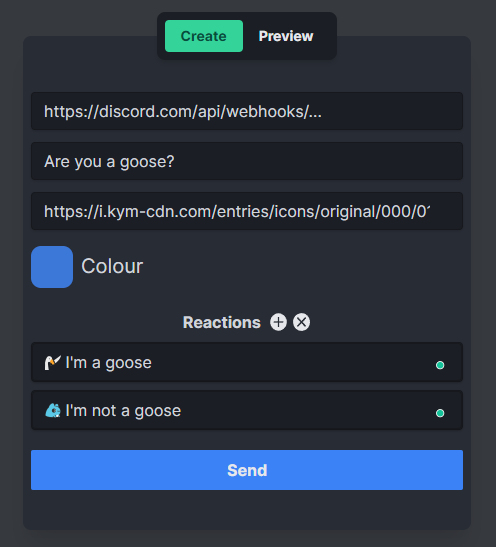 Create Preview
https://discord.com/api/webhooks/...
Are you a goose?
https://i.kym-cdn.com/entries/icons/original/000/0
Colour
Reactions
I'm a goose
I'm not a goose
Send